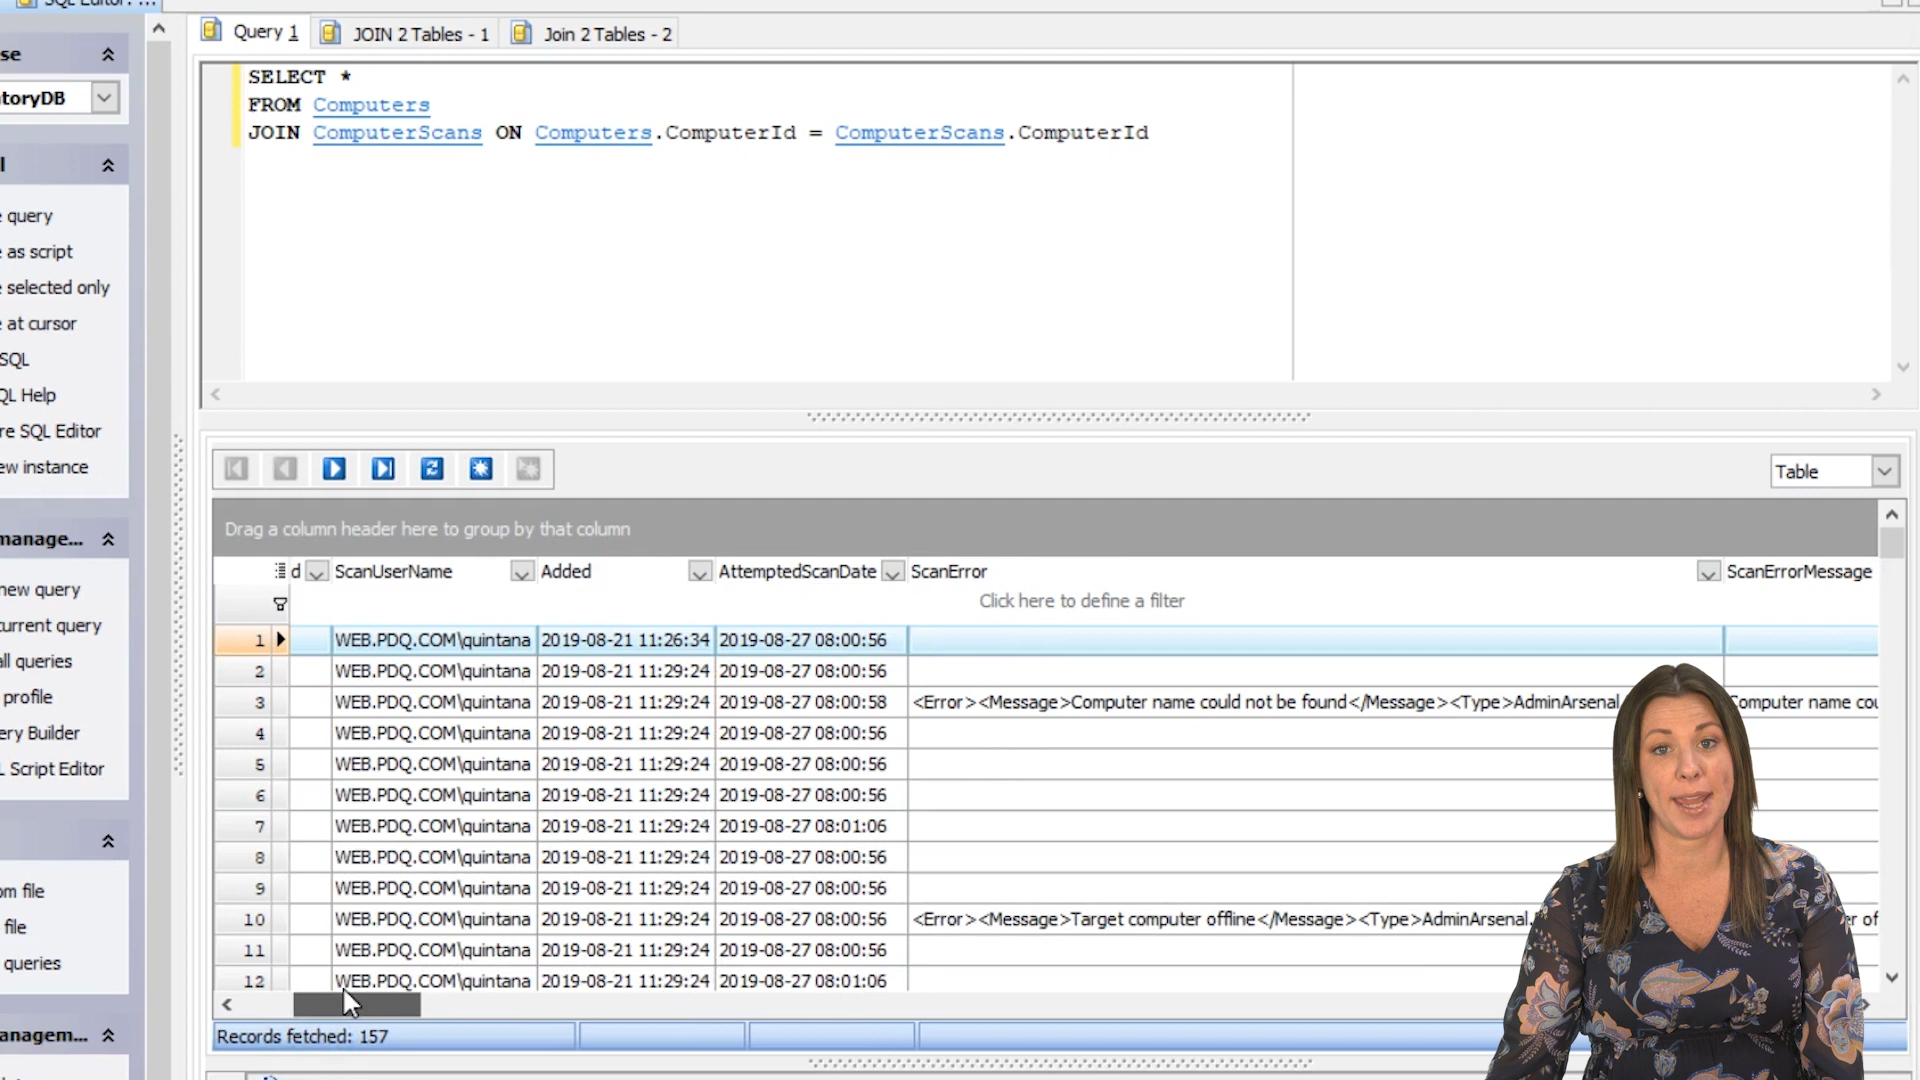 SQL Editor: ...
Query 1
JOIN 2 Tables - 1
Join 2 Tables - 2
SELECT *
FROM Computers
JOIN ComputerScans ON Computers.ComputerId = ComputerScans.ComputerId
se
toryDB
l
e query
e as script
e selected only
e at cursor
SQL
QL Help
re SQL Editor
ew instance
manage...
new query
current query
all queries
profile
ery Builder
L Script Editor
om file
file
queries
anagem...
Table
Drag a column header here to group by that column
d ScanUserName Added AttemptedScanDate ScanError ScanErrorMessage
Click here to define a filter
1 WEB.PDQ.COM\quintana 2019-08-21 11:26:34 2019-08-27 08:00:56
2 WEB.PDQ.COM\quintana 2019-08-21 11:29:24 2019-08-27 08:00:56
3 WEB.PDQ.COM\quintana 2019-08-21 11:29:24 2019-08-27 08:00:58 <Error><Message>Computer name could not be found</Message><Type>AdminArsenal. Computer name cou
4 WEB.PDQ.COM\quintana 2019-08-21 11:29:24 2019-08-27 08:00:56
5 WEB.PDQ.COM\quintana 2019-08-21 11:29:24 2019-08-27 08:00:56
6 WEB.PDQ.COM\quintana 2019-08-21 11:29:24 2019-08-27 08:00:56
7 WEB.PDQ.COM\quintana 2019-08-21 11:29:24 2019-08-27 08:01:06
8 WEB.PDQ.COM\quintana 2019-08-21 11:29:24 2019-08-27 08:00:56
9 WEB.PDQ.COM\quintana 2019-08-21 11:29:24 2019-08-27 08:00:56
10 WEB.PDQ.COM\quintana 2019-08-21 11:29:24 2019-08-27 08:00:56 <Error><Message>Target computer offline</Message><Type>AdminArsenal. er of
11 WEB.PDQ.COM\quintana 2019-08-21 11:29:24 2019-08-27 08:00:56
12 WEB.PDQ.COM\quintana 2019-08-21 11:29:24 2019-08-27 08:01:06
Records fetched: 157